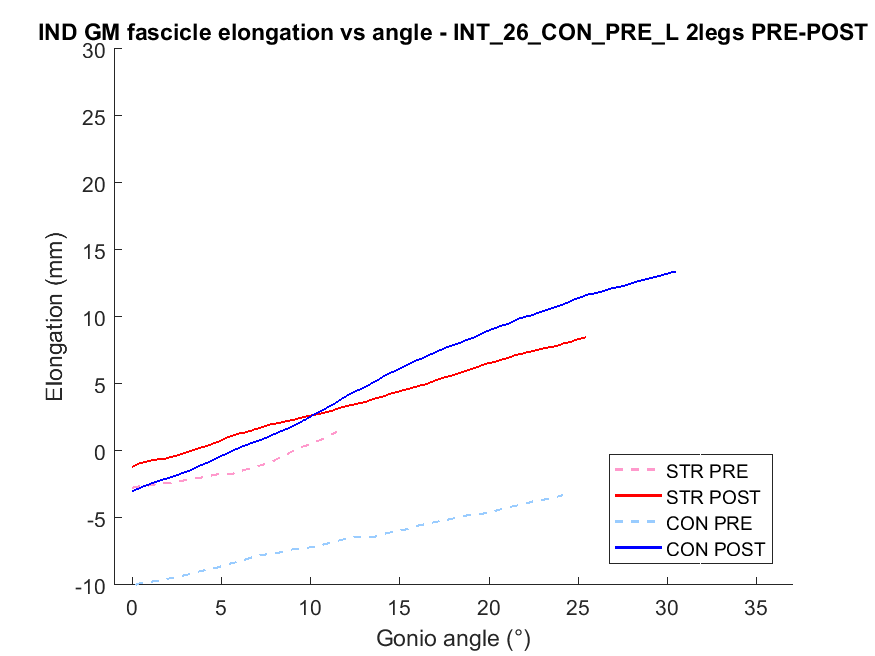 IND GM fascicle elongation vs angle - INT_26_CON_PRE_L 2legs PRE-POST
30
25
20
15
10
5
0
-5
-10
Elongation (mm)
0 5 10 15 20 25 30 35
Gonio angle (°)
STR PRE
STR POST
CON PRE
CON POST